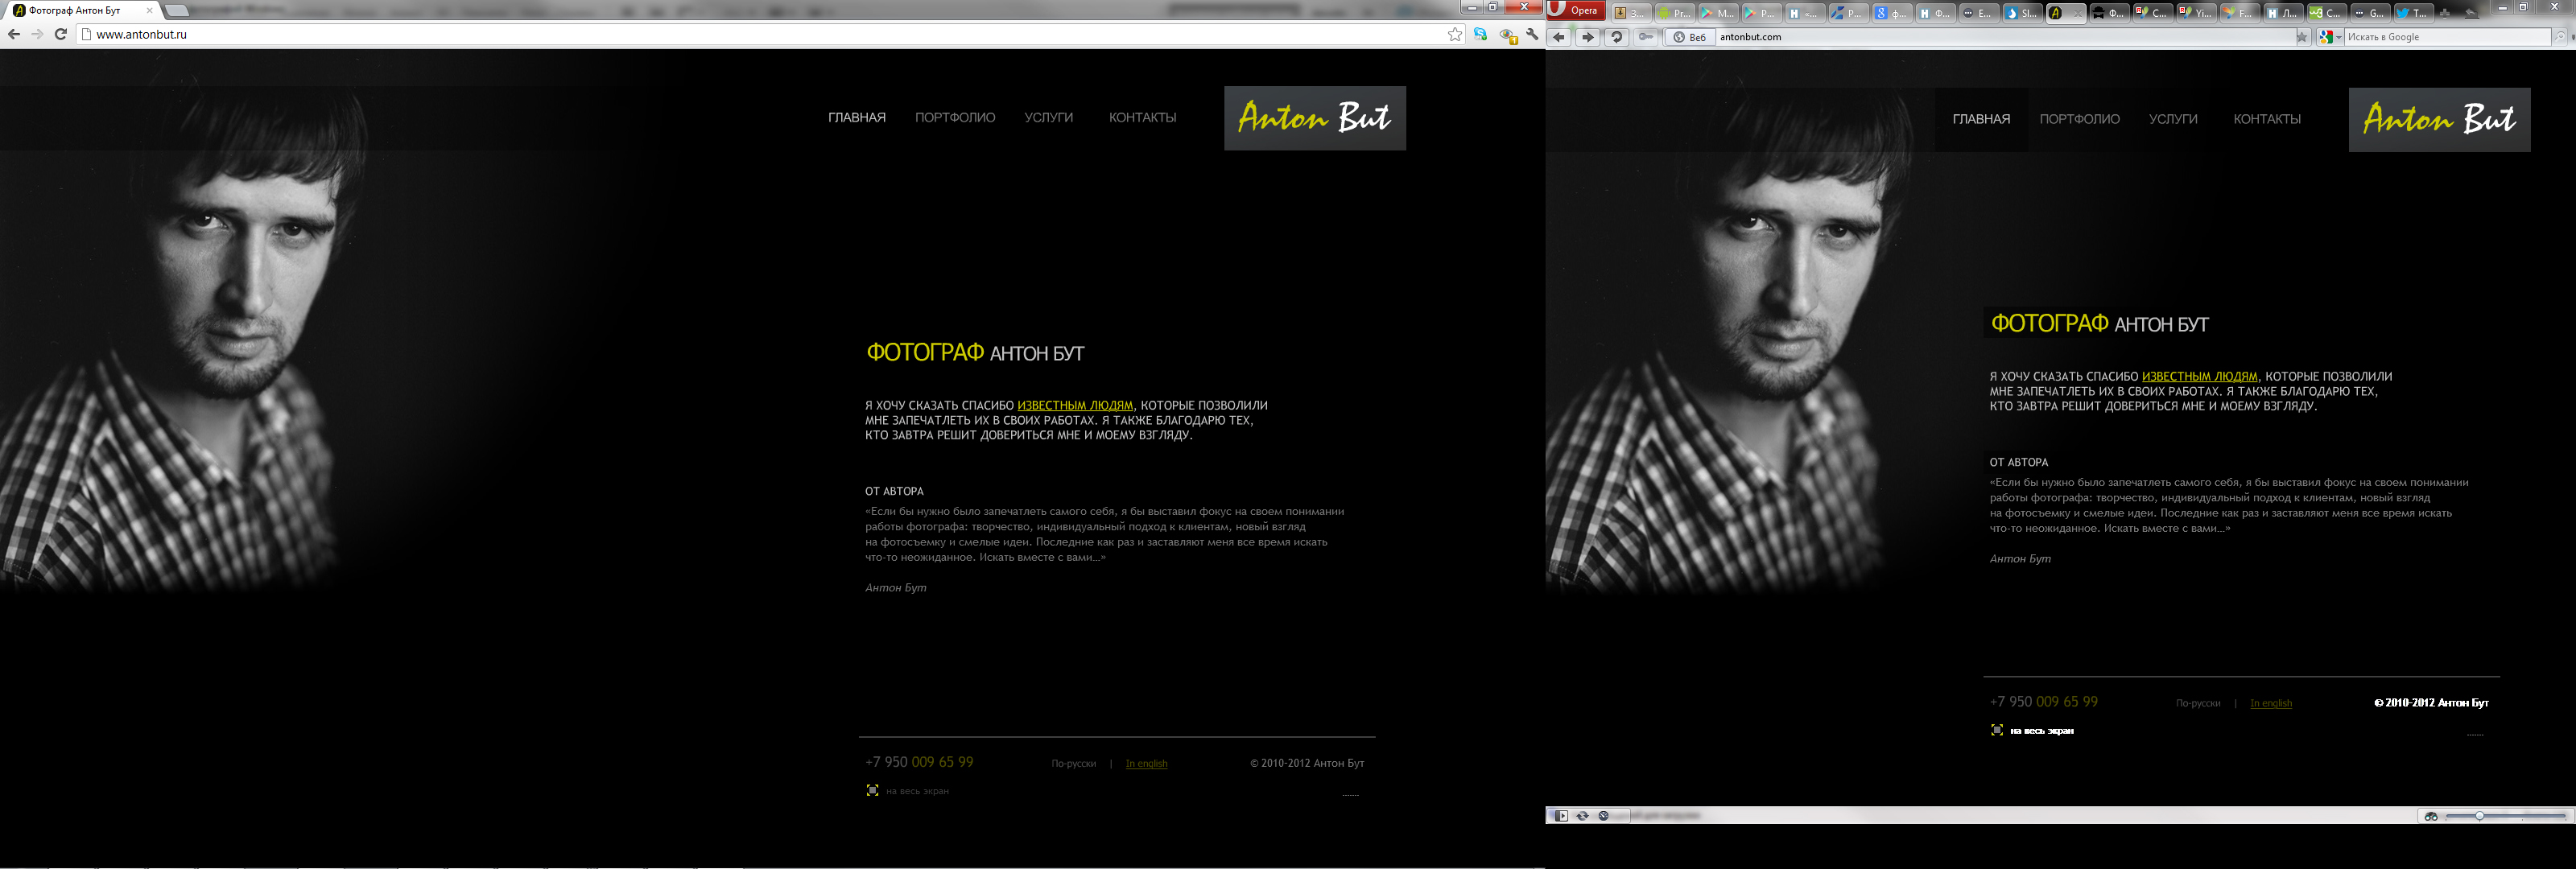 Фотограф Антон Бут
www.antonbut.ru
ГЛАВНАЯ ПОРТФОЛИО УСЛУГИ КОНТАКТЫ
Anton But
ФОТОГРАФ АНТОН БУТ
Я ХОЧУ СКАЗАТЬ СПАСИБО ИЗВЕСТНЫМ ЛЮДЯМ, КОТОРЫЕ ПОЗВОЛИЛИ
МНЕ ЗАПЕЧАТЛЕТЬ ИХ В СВОИХ РАБОТАХ. Я ТАКЖЕ БЛАГОДАРЮ ТЕХ,
КТО ЗАВТРА РЕШИТ ДОВЕРИТЬСЯ МНЕ И МОЕМУ ВЗГЛЯДУ.
ОТ АВТОРА
«Если бы нужно было запечатлеть самого себя, я бы выставил фокус на своем понимании
работы фотографа: творчество, индивидуальный подход к клиентам, новый взгляд
на фотосъемку и смелые идеи. Последние как раз и заставляют меня все время искать
что-то неожиданное. Искать вместе с вами...»
Антон Бут
+7 950 009 65 99 По-русски | In english © 2010-2012 Антон Бут
на весь экран
Opera
З... Pr... M... P... «... P... ф... Ф... E... Sl... Ф... С... Yi... F... Л... C... G... T...
Веб antonbut.com Искать в Google
ГЛАВНАЯ ПОРТФОЛИО УСЛУГИ КОНТАКТЫ
Anton But
ФОТОГРАФ АНТОН БУТ
Я ХОЧУ СКАЗАТЬ СПАСИБО ИЗВЕСТНЫМ ЛЮДЯМ, КОТОРЫЕ ПОЗВОЛИЛИ
МНЕ ЗАПЕЧАТЛЕТЬ ИХ В СВОИХ РАБОТАХ. Я ТАКЖЕ БЛАГОДАРЮ ТЕХ,
КТО ЗАВТРА РЕШИТ ДОВЕРИТЬСЯ МНЕ И МОЕМУ ВЗГЛЯДУ.
ОТ АВТОРА
«Если бы нужно было запечатлеть самого себя, я бы выставил фокус на своем понимании
работы фотографа: творчество, индивидуальный подход к клиентам, новый взгляд
на фотосъемку и смелые идеи. Последние как раз и заставляют меня все время искать
что-то неожиданное. Искать вместе с вами...»
Антон Бут
+7 950 009 65 99 По-русски | In english © 2010-2012 Антон Бут
на весь экран